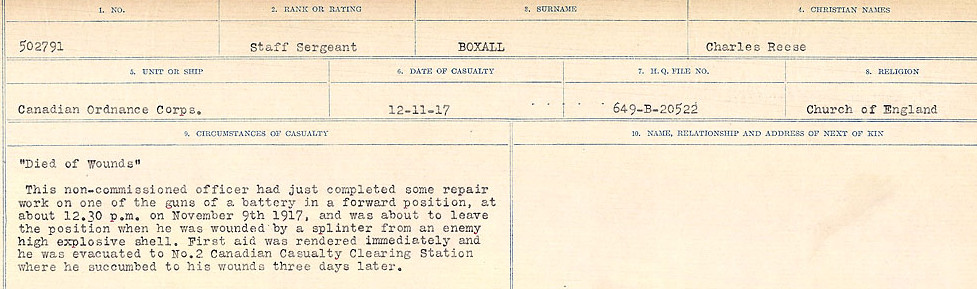 1. NO. 2. RANK OR RATING 3. SURNAME 4. CHRISTIAN NAMES
502791 Staff Sergeant BOXALL Charles Reese
5. UNIT OR SHIP 6. DATE OF CASUALTY 7. H.Q. FILE NO. 8. RELIGION
Canadian Ordnance Corps. 12-11-17 649-B-20522 Church of England
9. CIRCUMSTANCES OF CASUALTY 10. NAME, RELATIONSHIP AND ADDRESS OF NEXT OF KIN
"Died of Wounds"
This non-commissioned officer had just completed some repair
work on one of the guns of a battery in a forward position, at
about 12.30 p.m. on November 9th 1917, and was about to leave
the position when he was wounded by a splinter from an enemy
high explosive shell. First aid was rendered immediately and
he was evacuated to No.2 Canadian Casualty Clearing Station
where he succumbed to his wounds three days later.